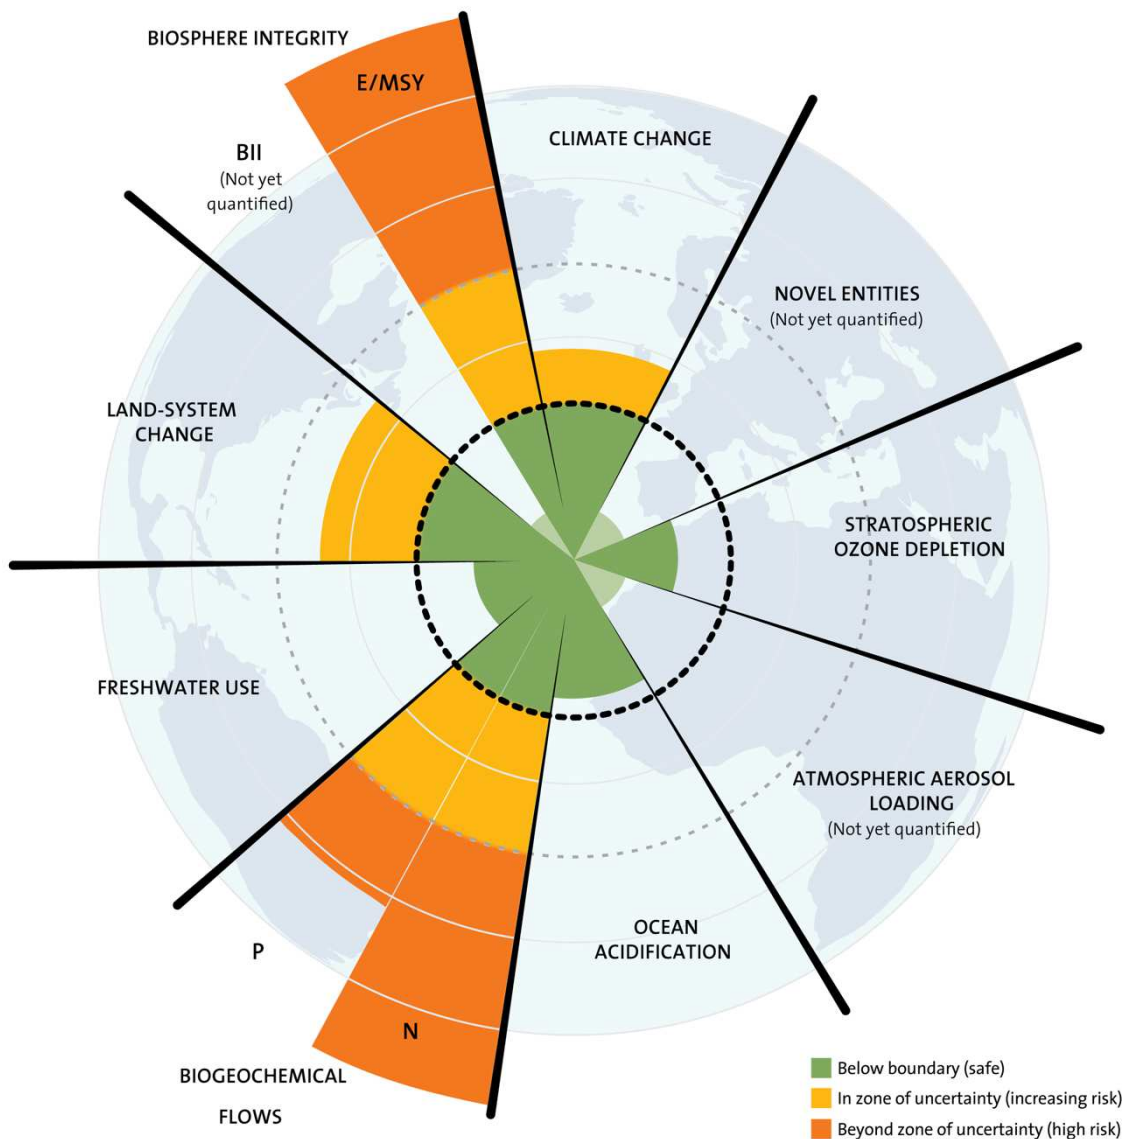 BIOSPHERE INTEGRITY
E/MSY
BII
(Not yet
quantified)
CLIMATE CHANGE
NOVEL ENTITIES
(Not yet quantified)
LAND-SYSTEM
CHANGE
STRATOSPHERIC
OZONE DEPLETION
FRESHWATER USE
ATMOSPHERIC AEROSOL
LOADING
(Not yet quantified)
OCEAN
ACIDIFICATION
P
N
BIOGEOCHEMICAL
FLOWS
Below boundary (safe)
In zone of uncertainty (increasing risk)
Beyond zone of uncertainty (high risk)